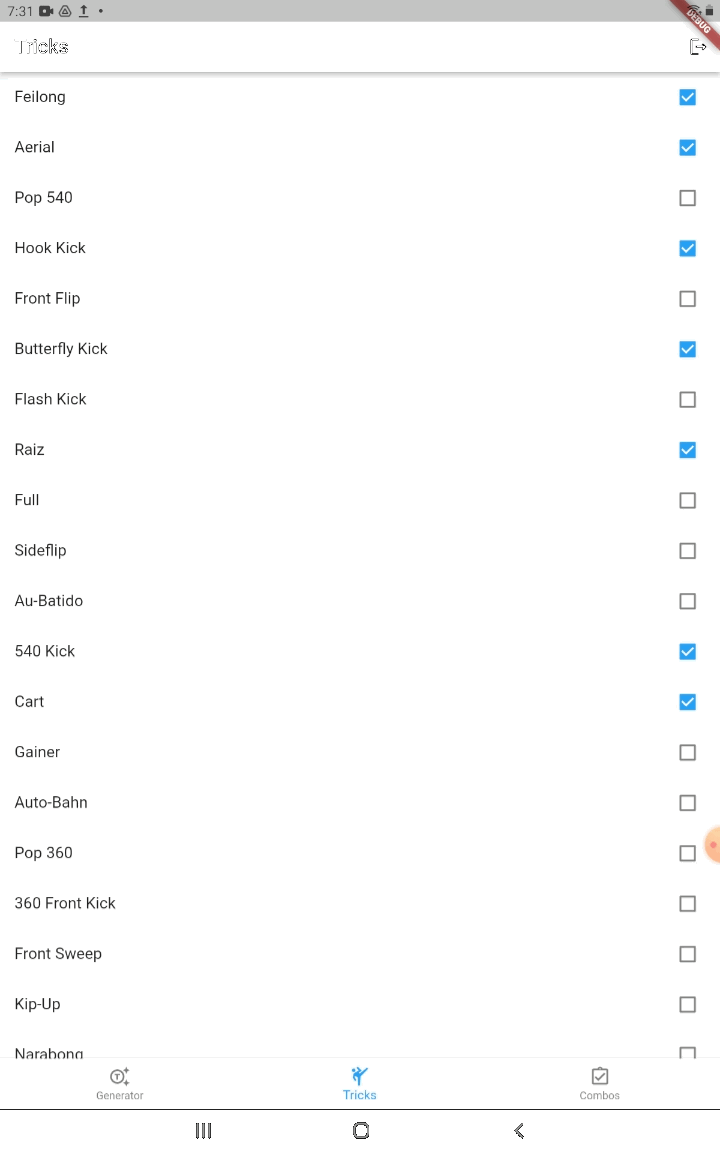 7:31
DEBUG
Tricks
Feilong
Aerial
Pop 540
Hook Kick
Front Flip
Butterfly Kick
Flash Kick
Raiz
Full
Sideflip
Au-Batido
540 Kick
Cart
Gainer
Auto-Bahn
Pop 360
360 Front Kick
Front Sweep
Kip-Up
Narabong
Generator
Tricks
Combos